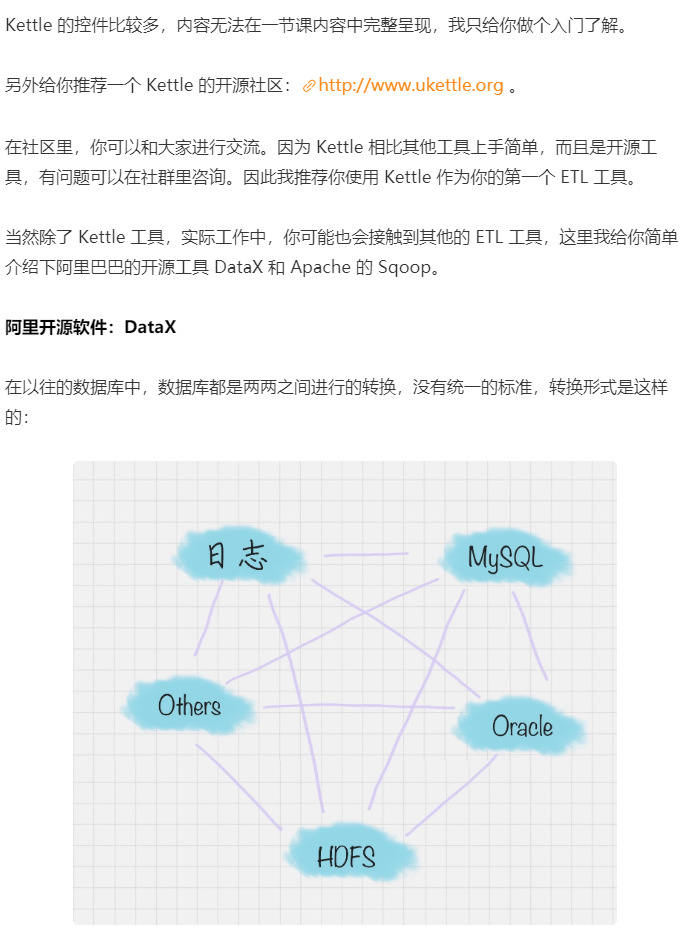 Kettle 的控件比较多，内容无法在一节课内容中完整呈现，我只给你做个入门了解。
另外给你推荐一个 Kettle 的开源社区：http://www.ukettle.org 。
在社区里，你可以和大家进行交流。因为 Kettle 相比其他工具上手简单，而且是开源工
具，有问题可以在社群里咨询。因此我推荐你使用 Kettle 作为你的第一个 ETL 工具。
当然除了 Kettle 工具，实际工作中，你可能也会接触到其他的 ETL 工具，这里我给你简单
介绍下阿里巴巴的开源工具 DataX 和 Apache 的 Sqoop。
阿里开源软件：DataX
在以往的数据库中，数据库都是两两之间进行的转换，没有统一的标准，转换形式是这样
的：
日志
MySQL
Others
Oracle
HDFS